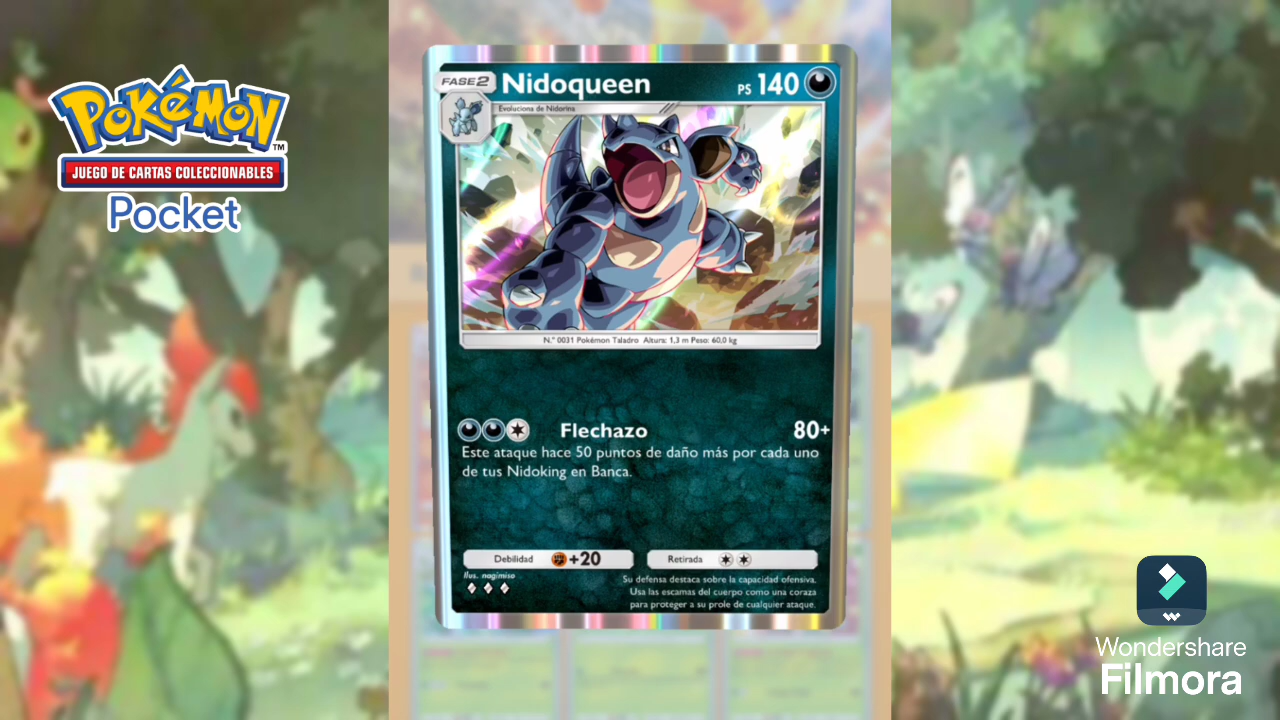 POKÉMON
TM
JUEGO DE CARTAS COLECCIONABLES
Pocket
FASE 2 Nidoqueen PS 140
Evoluciona de Nidorina
N.º 0031 Pokémon Taladro Altura: 1,3 m Peso: 60,0 kg
Flechazo 80+
Este ataque hace 50 puntos de daño más por cada uno
de tus Nidoking en Banca.
Debilidad +20 Retirada
Ilus. nagimiso
Su defensa destaca sobre la capacidad ofensiva.
Usa las escamas del cuerpo como una coraza
para proteger a su prole de cualquier ataque.
Wondershare
Filmora